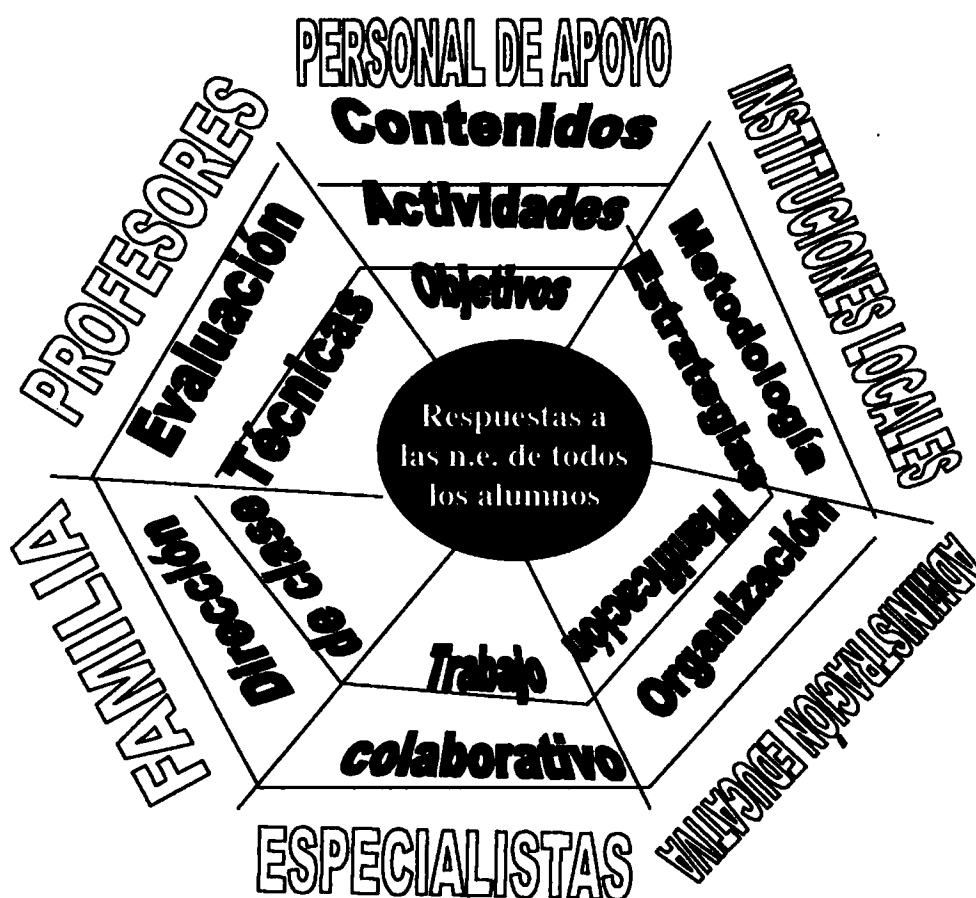 PERSONAL DE APOYO
Contenidos
Actividades
Objetivos
INSTITUCIONES LOCALES
Metodología
Estrategias
ADMINISTRACIÓN EDUCATIVA
Organización
Planificación
ESPECIALISTAS
Trabajo
colaborativo
FAMILIA
Dirección
de clase
PROFESORES
Evaluación
Técnicas
Respuestas a
las n.e. de todos
los alumnos